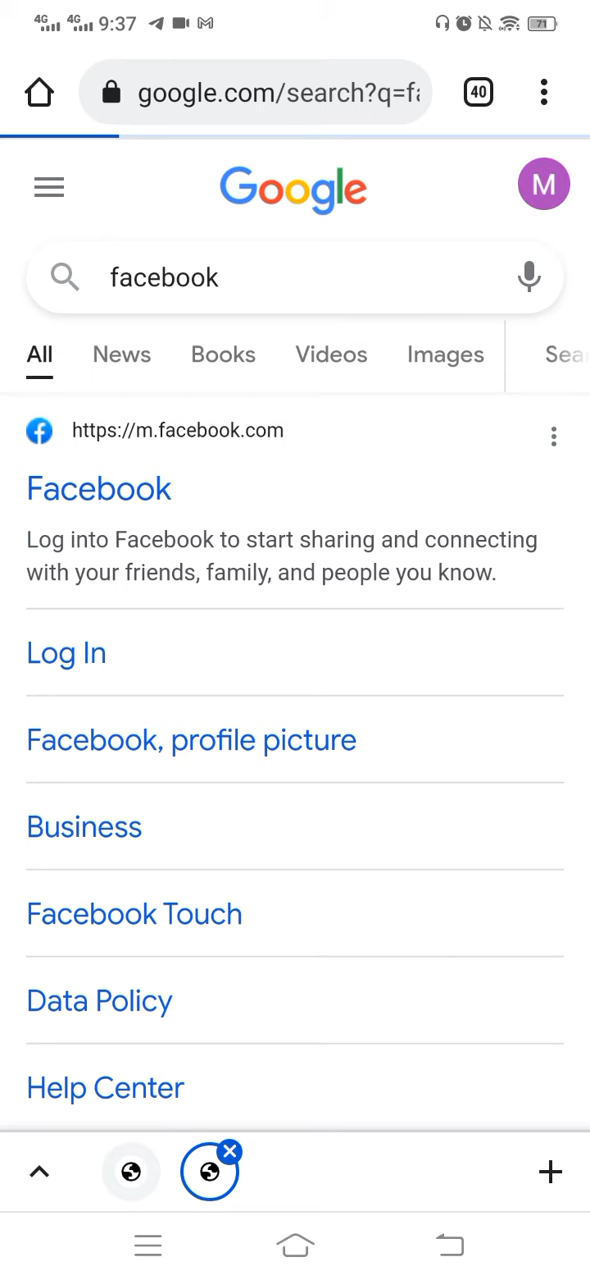 4G 4G 9:37 71
google.com/search?q=fa
40
Google
M
facebook
All News Books Videos Images Sea
https://m.facebook.com
Facebook
Log into Facebook to start sharing and connecting
with your friends, family, and people you know.
Log In
Facebook, profile picture
Business
Facebook Touch
Data Policy
Help Center